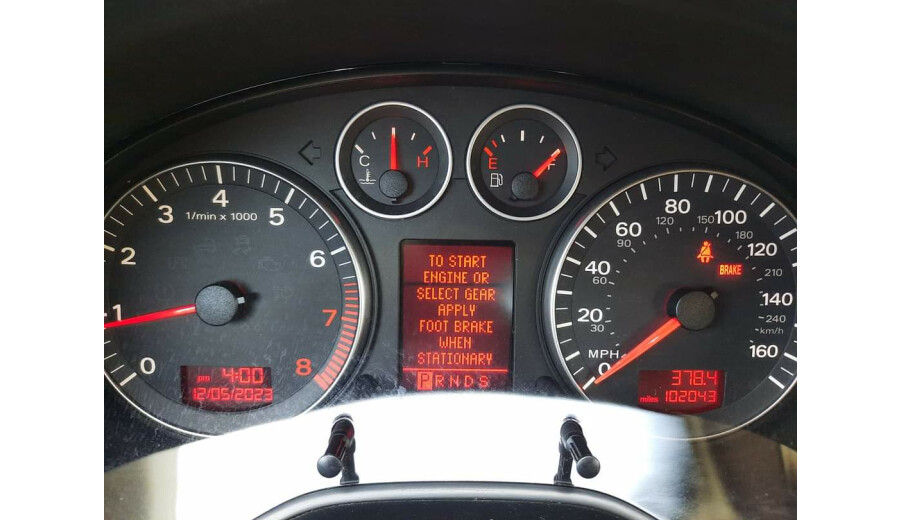 C H
E F
0 1 2 3 4 5 6 7 8
1/min x 1000
pm 4:00
12/05/2023
TO START
ENGINE OR
SELECT GEAR
APPLY
FOOT BRAKE
WHEN
STATIONARY
PRNDS
0 20 40 60 80 100 120 140 160
30 60 90 120 150 180 210 240
MPH
km/h
BRAKE
378.4
miles 102043